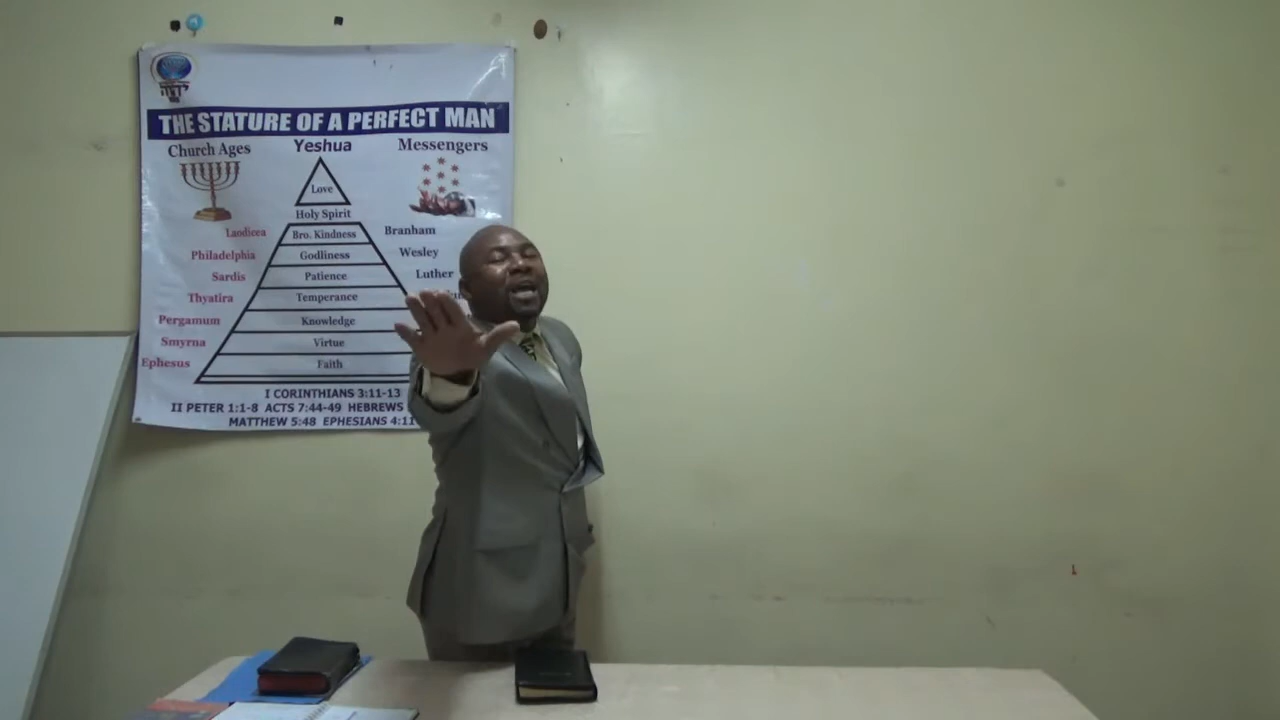 יהוה
THE STATURE OF A PERFECT MAN
Church Ages Yeshua Messengers
Love
Holy Spirit
Laodicea Bro. Kindness Branham
Philadelphia Godliness Wesley
Sardis Patience Luther
Thyatira Temperance
Pergamum Knowledge
Smyrna Virtue
Ephesus Faith
I CORINTHIANS 3:11-13
II PETER 1:1-8 ACTS 7:44-49 HEBREWS
MATTHEW 5:48 EPHESIANS 4:11